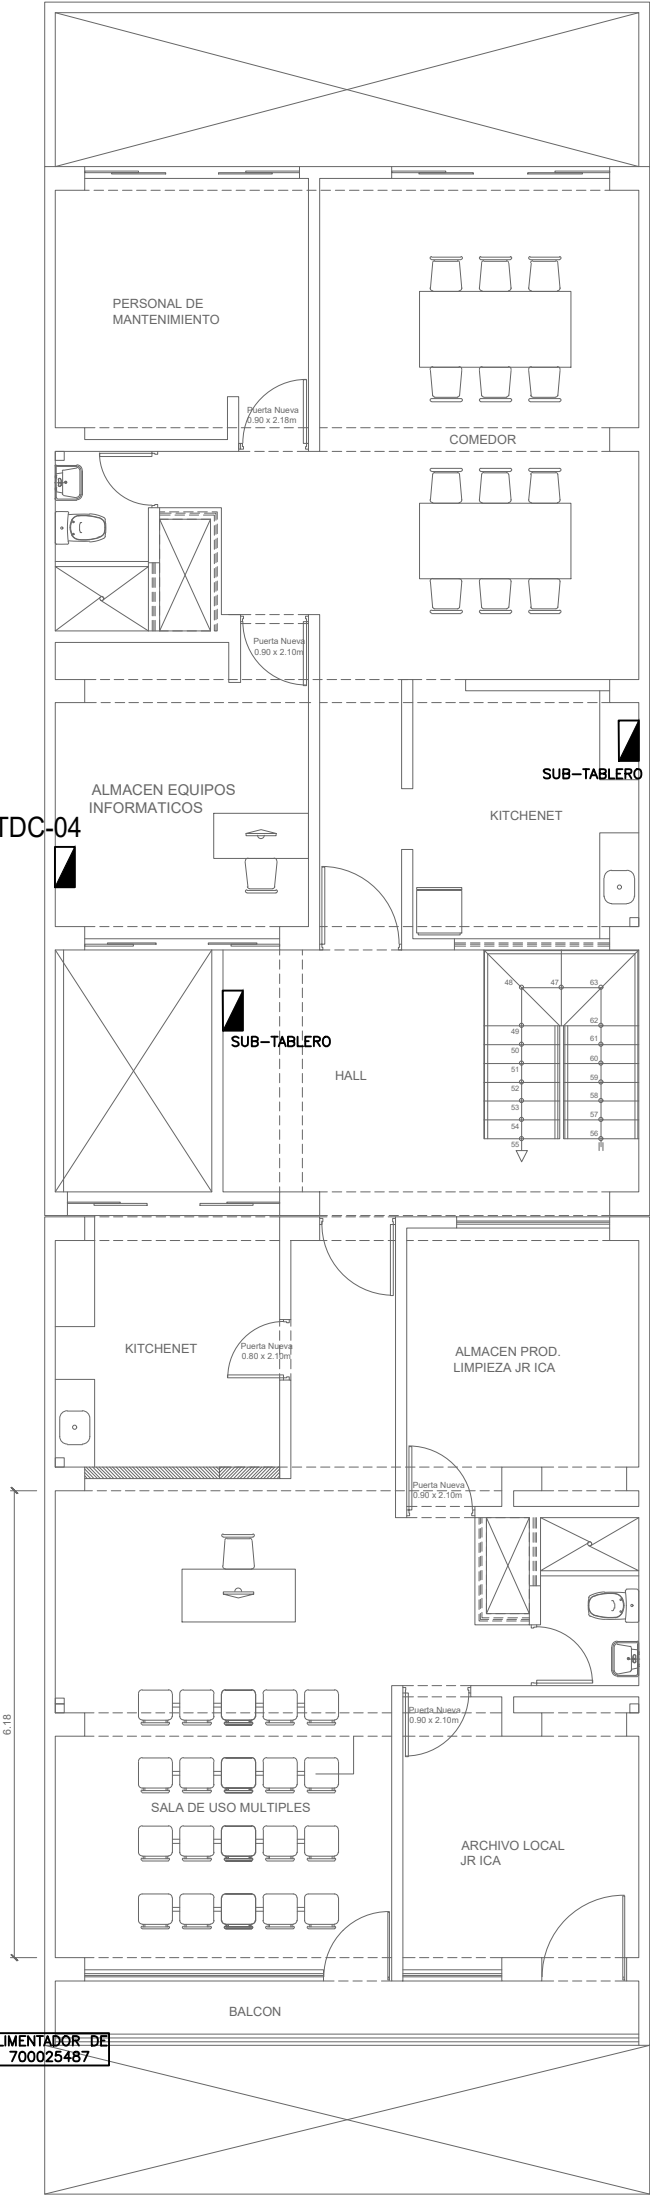 PERSONAL DE
MANTENIMIENTO
Puerta Nueva
0.90 x 2.18m
COMEDOR
Puerta Nueva
0.90 x 2.10m
SUB-TABLERO
ALMACEN EQUIPOS
INFORMATICOS
KITCHENET
TDC-04
48
47
63
49
62
50
61
51
60
52
59
53
58
54
57
55
56
SUB-TABLERO
HALL
KITCHENET
Puerta Nueva
0.80 x 2.10m
ALMACEN PROD.
LIMPIEZA JR ICA
Puerta Nueva
0.90 x 2.10m
6.18
Puerta Nueva
0.90 x 2.10m
SALA DE USO MULTIPLES
ARCHIVO LOCAL
JR ICA
BALCON
LIMENTADOR DE
700025487